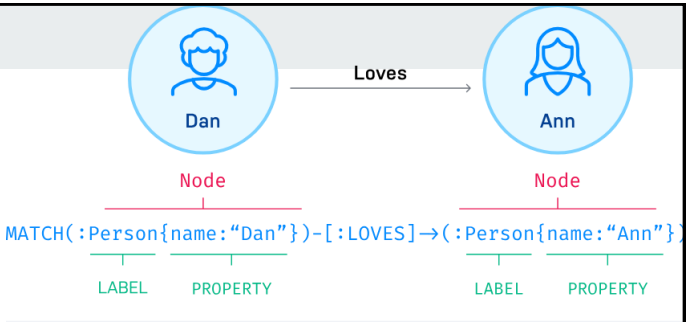 Loves
Dan Ann
Node Node
MATCH(:Person{name:“Dan”})-[:LOVES]→(:Person{name:“Ann”})
LABEL PROPERTY LABEL PROPERTY